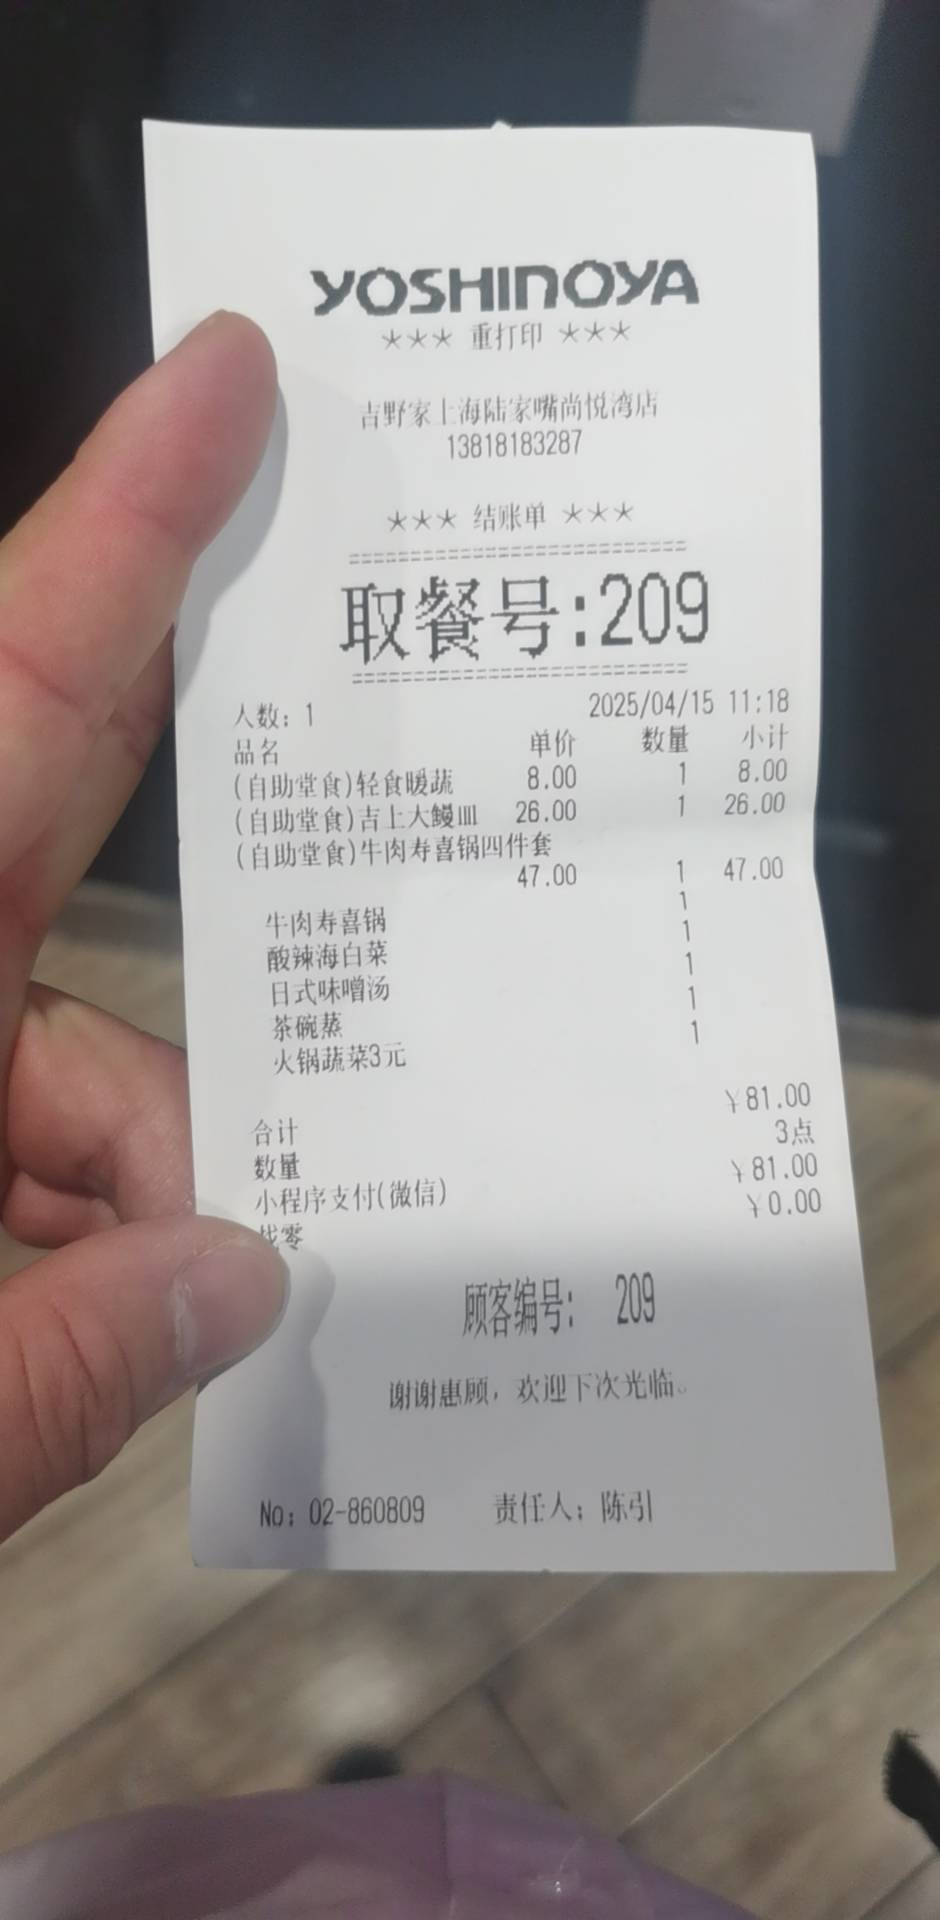 YOSHINOYA
*** 重打印 ***
吉野家上海陆家嘴尚悦湾店
13818183287
*** 结账单 ***
================================
取餐号:209
================================
人数: 1 2025/04/15 11:18
品名 单价 数量 小计
(自助堂食)轻食暖蔬 8.00 1 8.00
(自助堂食)吉上大鳗皿 26.00 1 26.00
(自助堂食)牛肉寿喜锅四件套
47.00 1 47.00
牛肉寿喜锅 1
酸辣海白菜 1
日式味噌汤 1
茶碗蒸 1
火锅蔬菜3元 1
合计 ￥81.00
数量 3点
小程序支付(微信) ￥81.00
找零 ￥0.00
顾客编号: 209
谢谢惠顾，欢迎下次光临。
No: 02-860809 责任人: 陈引